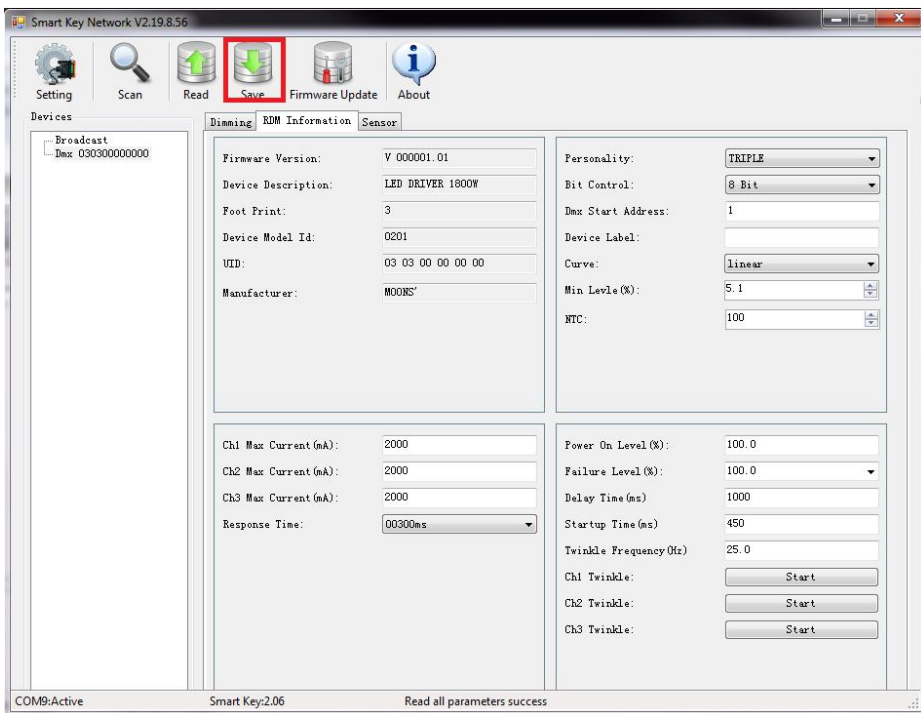 Smart Key Network V2.19.8.56
Setting
Scan
Read
Save
Firmware Update
About
Devices
Broadcast
Dmx 030300000000
Dimming
RDM Information
Sensor
Firmware Version: V 000001.01
Device Description: LED DRIVER 1800W
Foot Print: 3
Device Model Id: 0201
UID: 03 03 00 00 00 00
Manufacturer: MOONS'
Personality: TRIPLE
Bit Control: 8 Bit
Dmx Start Address: 1
Device Label:
Curve: linear
Min Levle(%): 5.1
NTC: 100
Ch1 Max Current(mA): 2000
Ch2 Max Current(mA): 2000
Ch3 Max Current(mA): 2000
Response Time: 00300ms
Power On Level(%): 100.0
Failure Level(%): 100.0
Delay Time(ms) 1000
Startup Time(ms) 450
Twinkle Frequency(Hz) 25.0
Ch1 Twinkle: Start
Ch2 Twinkle: Start
Ch3 Twinkle: Start
COM9:Active
Smart Key:2.06
Read all parameters success